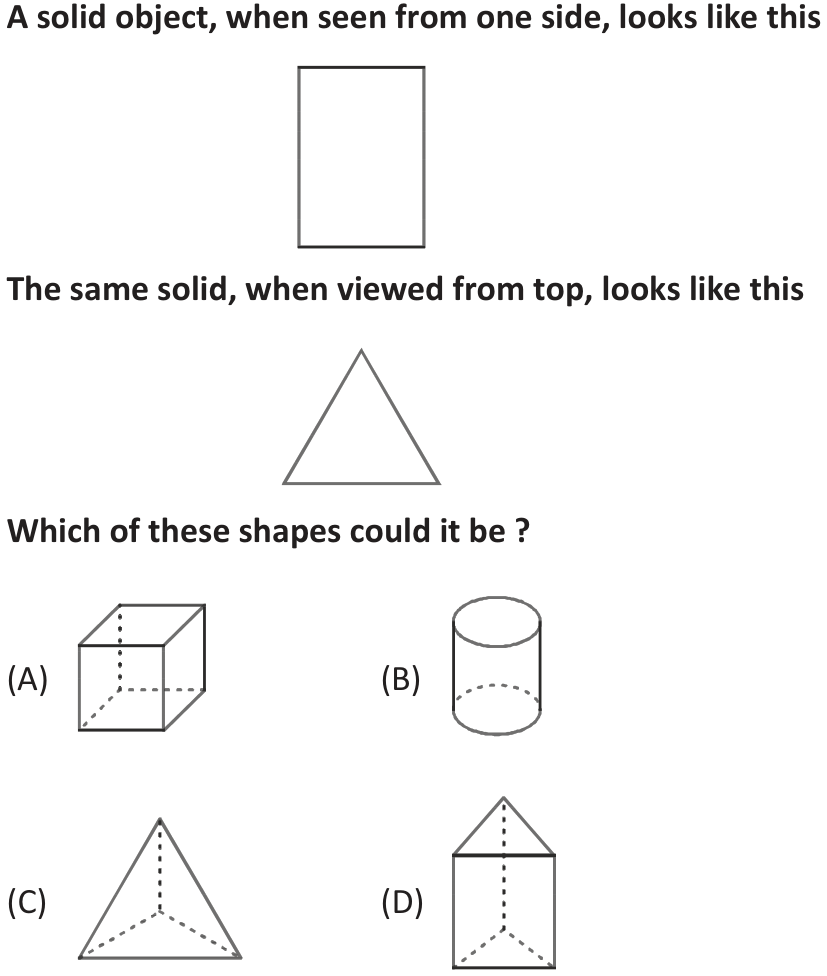 A solid object, when seen from one side, looks like this
The same solid, when viewed from top, looks like this
Which of these shapes could it be ?
(A)
(B)
(C)
(D)